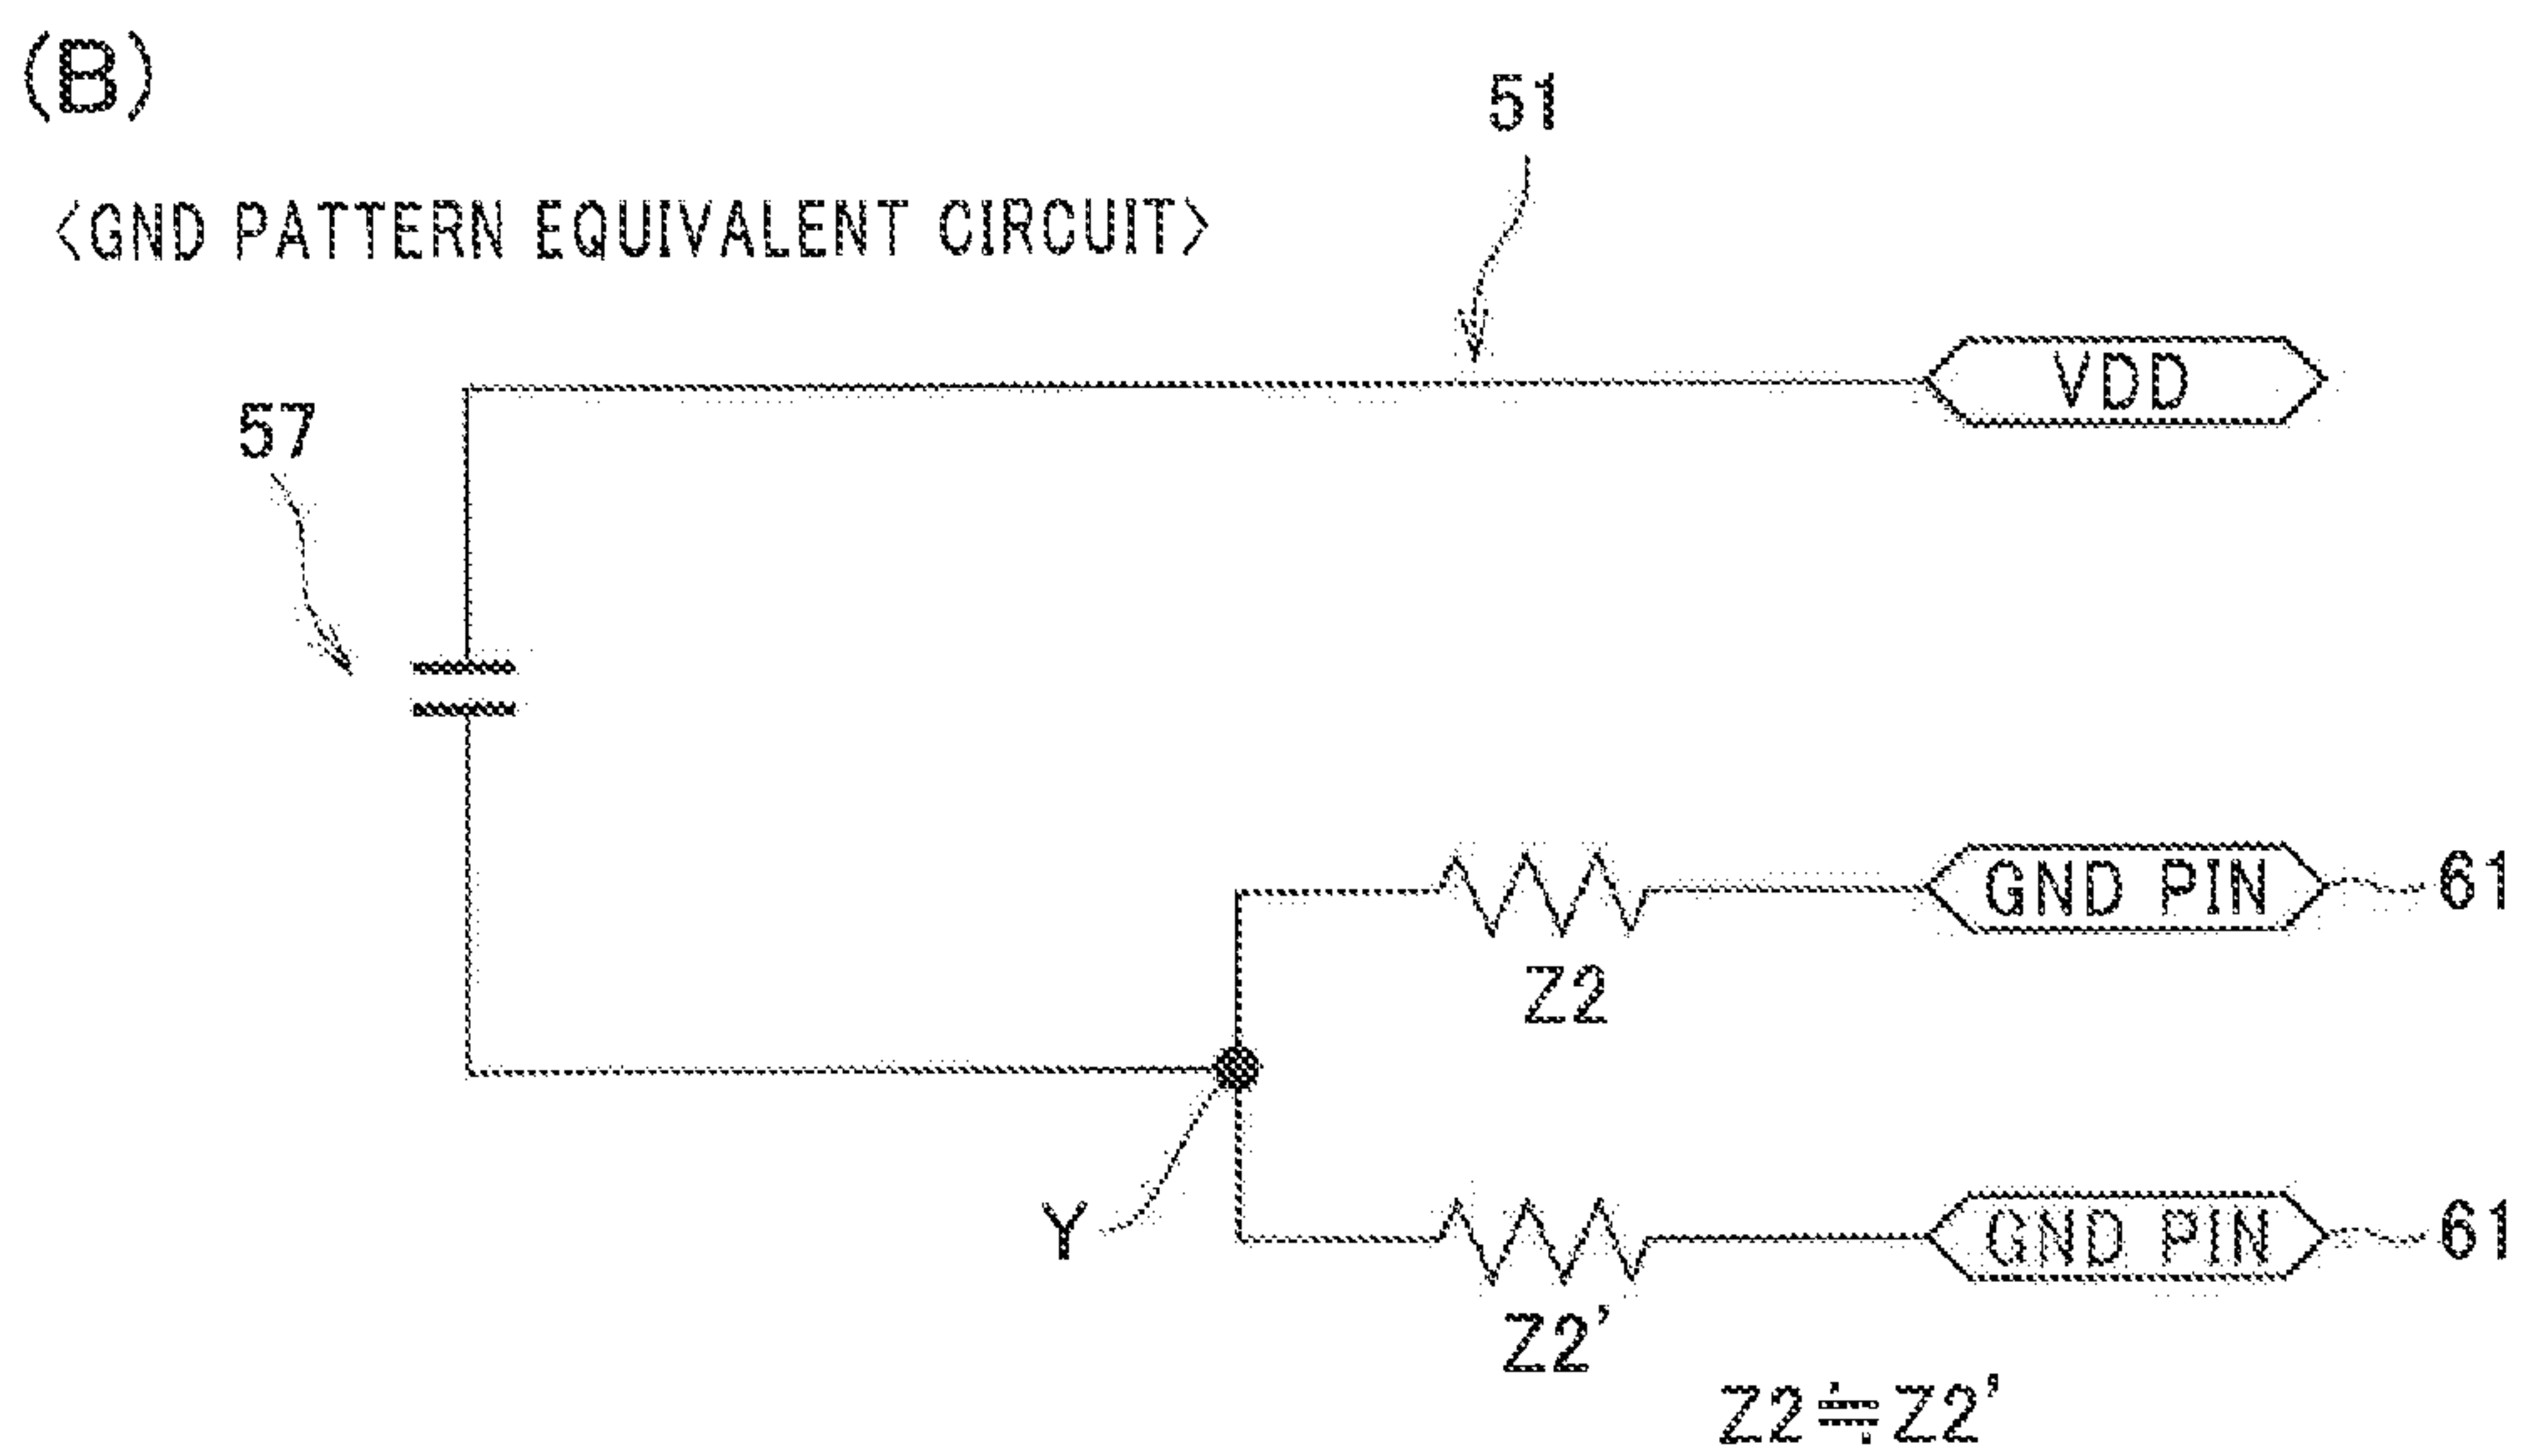 (B)
51
<GND PATTERN EQUIVALENT CIRCUIT>
VDD
57
GND PIN
61
Z2
Y
GND PIN
61
Z2'
Z2≒Z2'